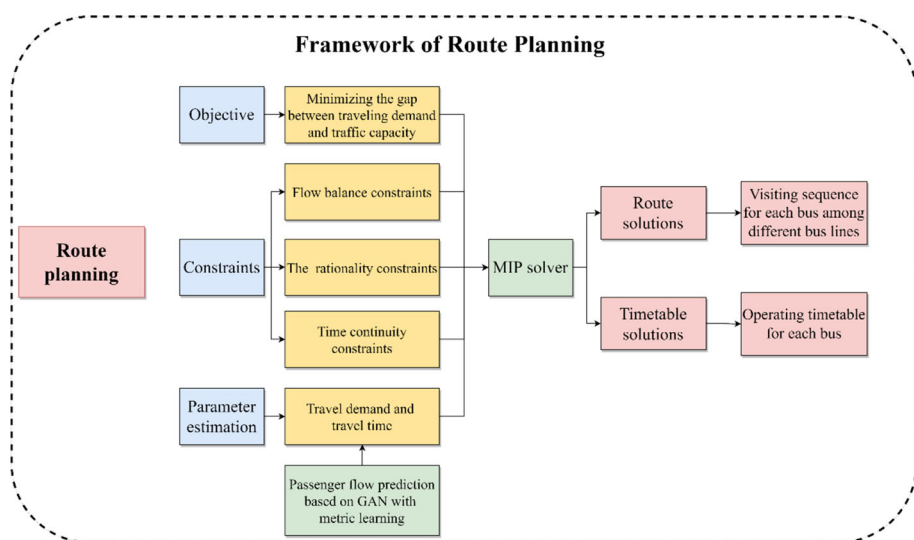 Framework of Route Planning
Objective
Minimizing the gap
between traveling demand
and traffic capacity
Flow balance constraints
Route
planning
Constraints
The rationality constraints
Time continuity
constraints
Parameter
estimation
Travel demand and
travel time
Passenger flow prediction
based on GAN with
metric learning
MIP solver
Route
solutions
Visiting sequence
for each bus among
different bus lines
Timetable
solutions
Operating timetable
for each bus